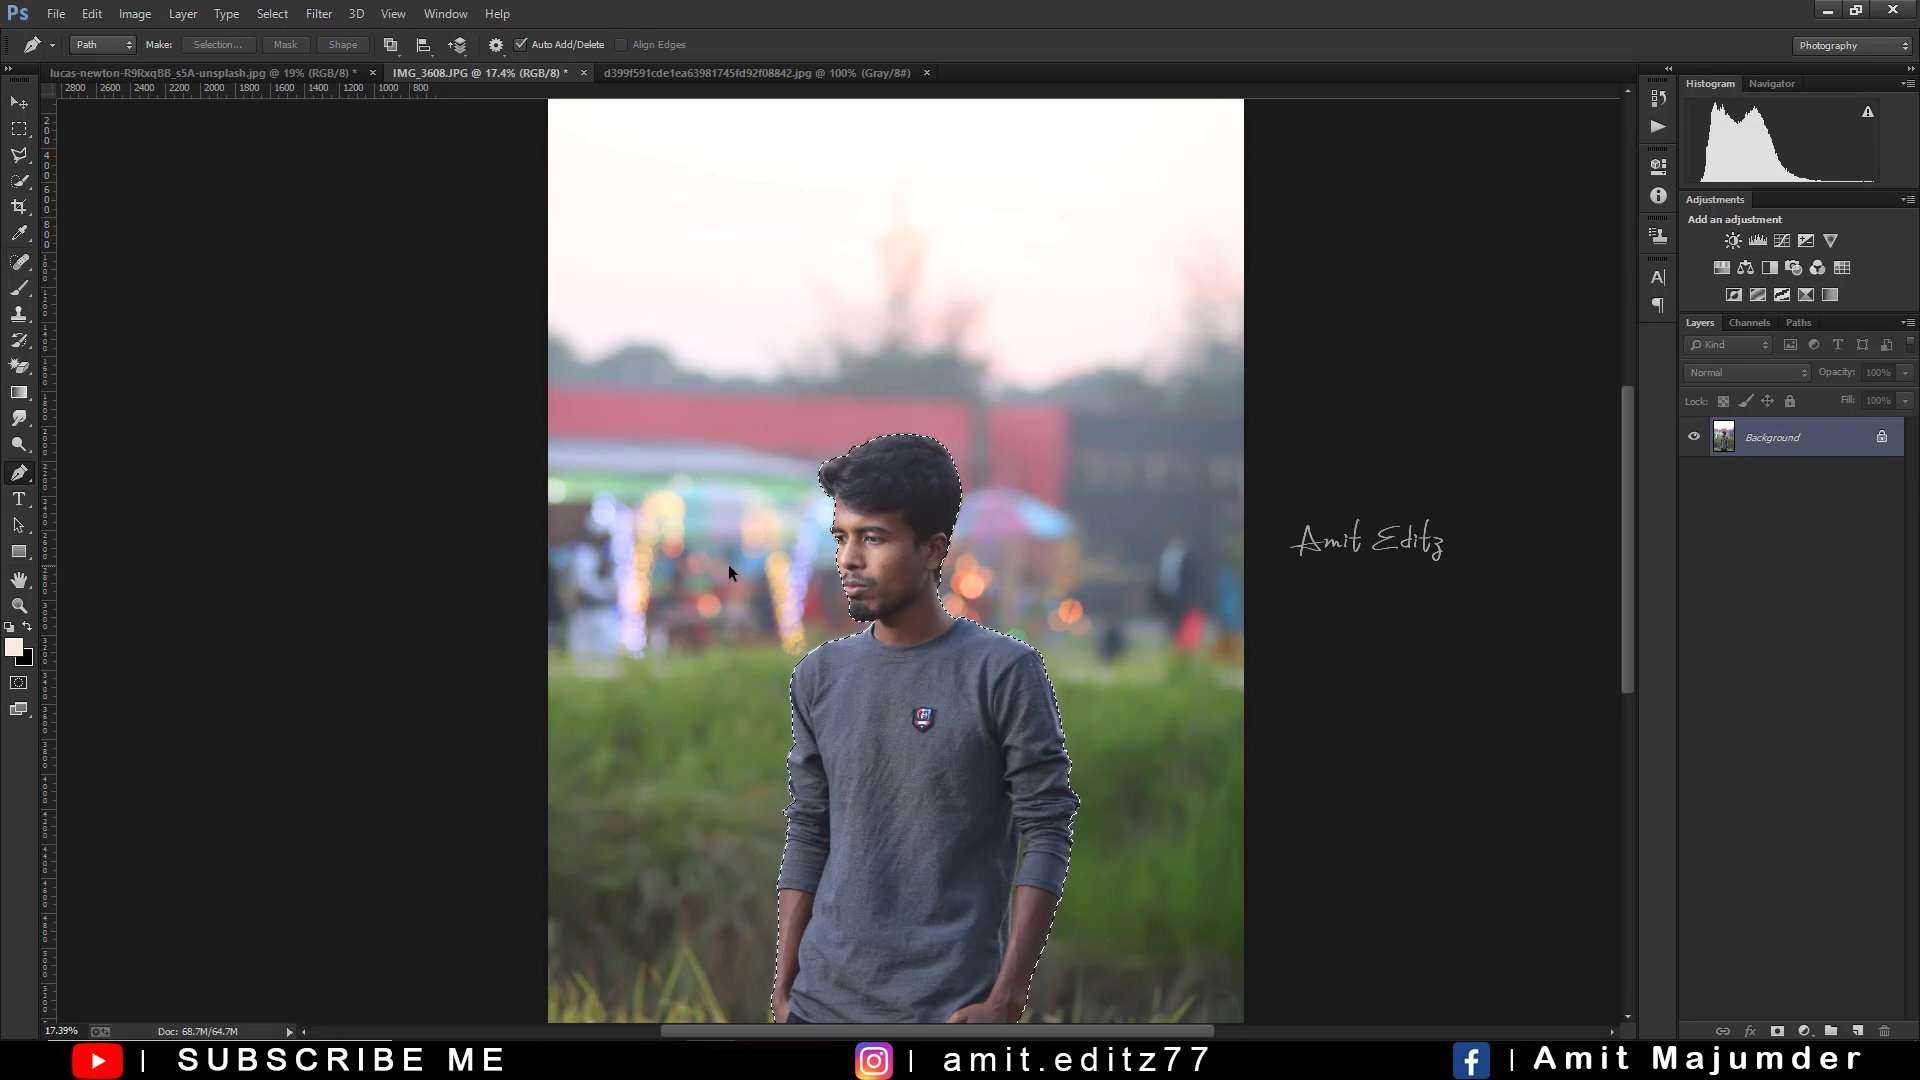 Ps File Edit Image Layer Type Select Filter 3D View Window Help
Path Make: Selection... Mask Shape Auto Add/Delete Align Edges Photography
lucas-newton-R9RxqBB_s5A-unsplash.jpg @ 19% (RGB/8) * IMG_3608.JPG @ 17.4% (RGB/8) * d399f591cde1ea63981745fd92f08842.jpg @ 100% (Gray/8#)
2800 2600 2400 2200 2000 1800 1600 1400 1200 1000 800
Histogram Navigator
Adjustments
Add an adjustment
Layers Channels Paths
Kind
Normal Opacity: 100%
Lock: Fill: 100%
Background
Amit Editz
17.39% Doc: 68.7M/64.7M
| SUBSCRIBE ME | amit.editz77 | Amit Majumder